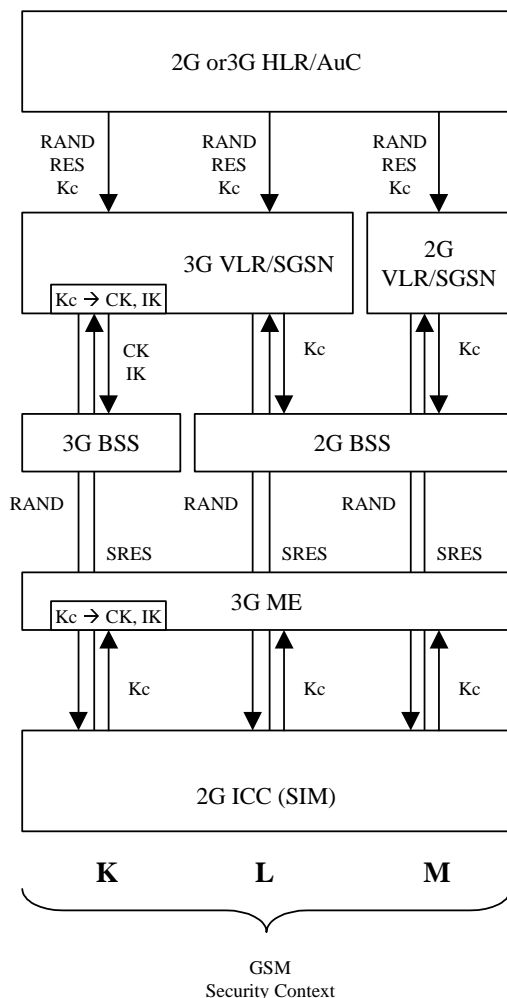 2G or3G HLR/AuC
RAND
RES
Kc
RAND
RES
Kc
RAND
RES
Kc
3G VLR/SGSN
2G
VLR/SGSN
Kc → CK, IK
CK
IK
Kc
Kc
3G BSS
2G BSS
RAND
RAND
RAND
SRES
SRES
SRES
3G ME
Kc → CK, IK
Kc
Kc
Kc
2G ICC (SIM)
K
L
M
GSM
Security Context